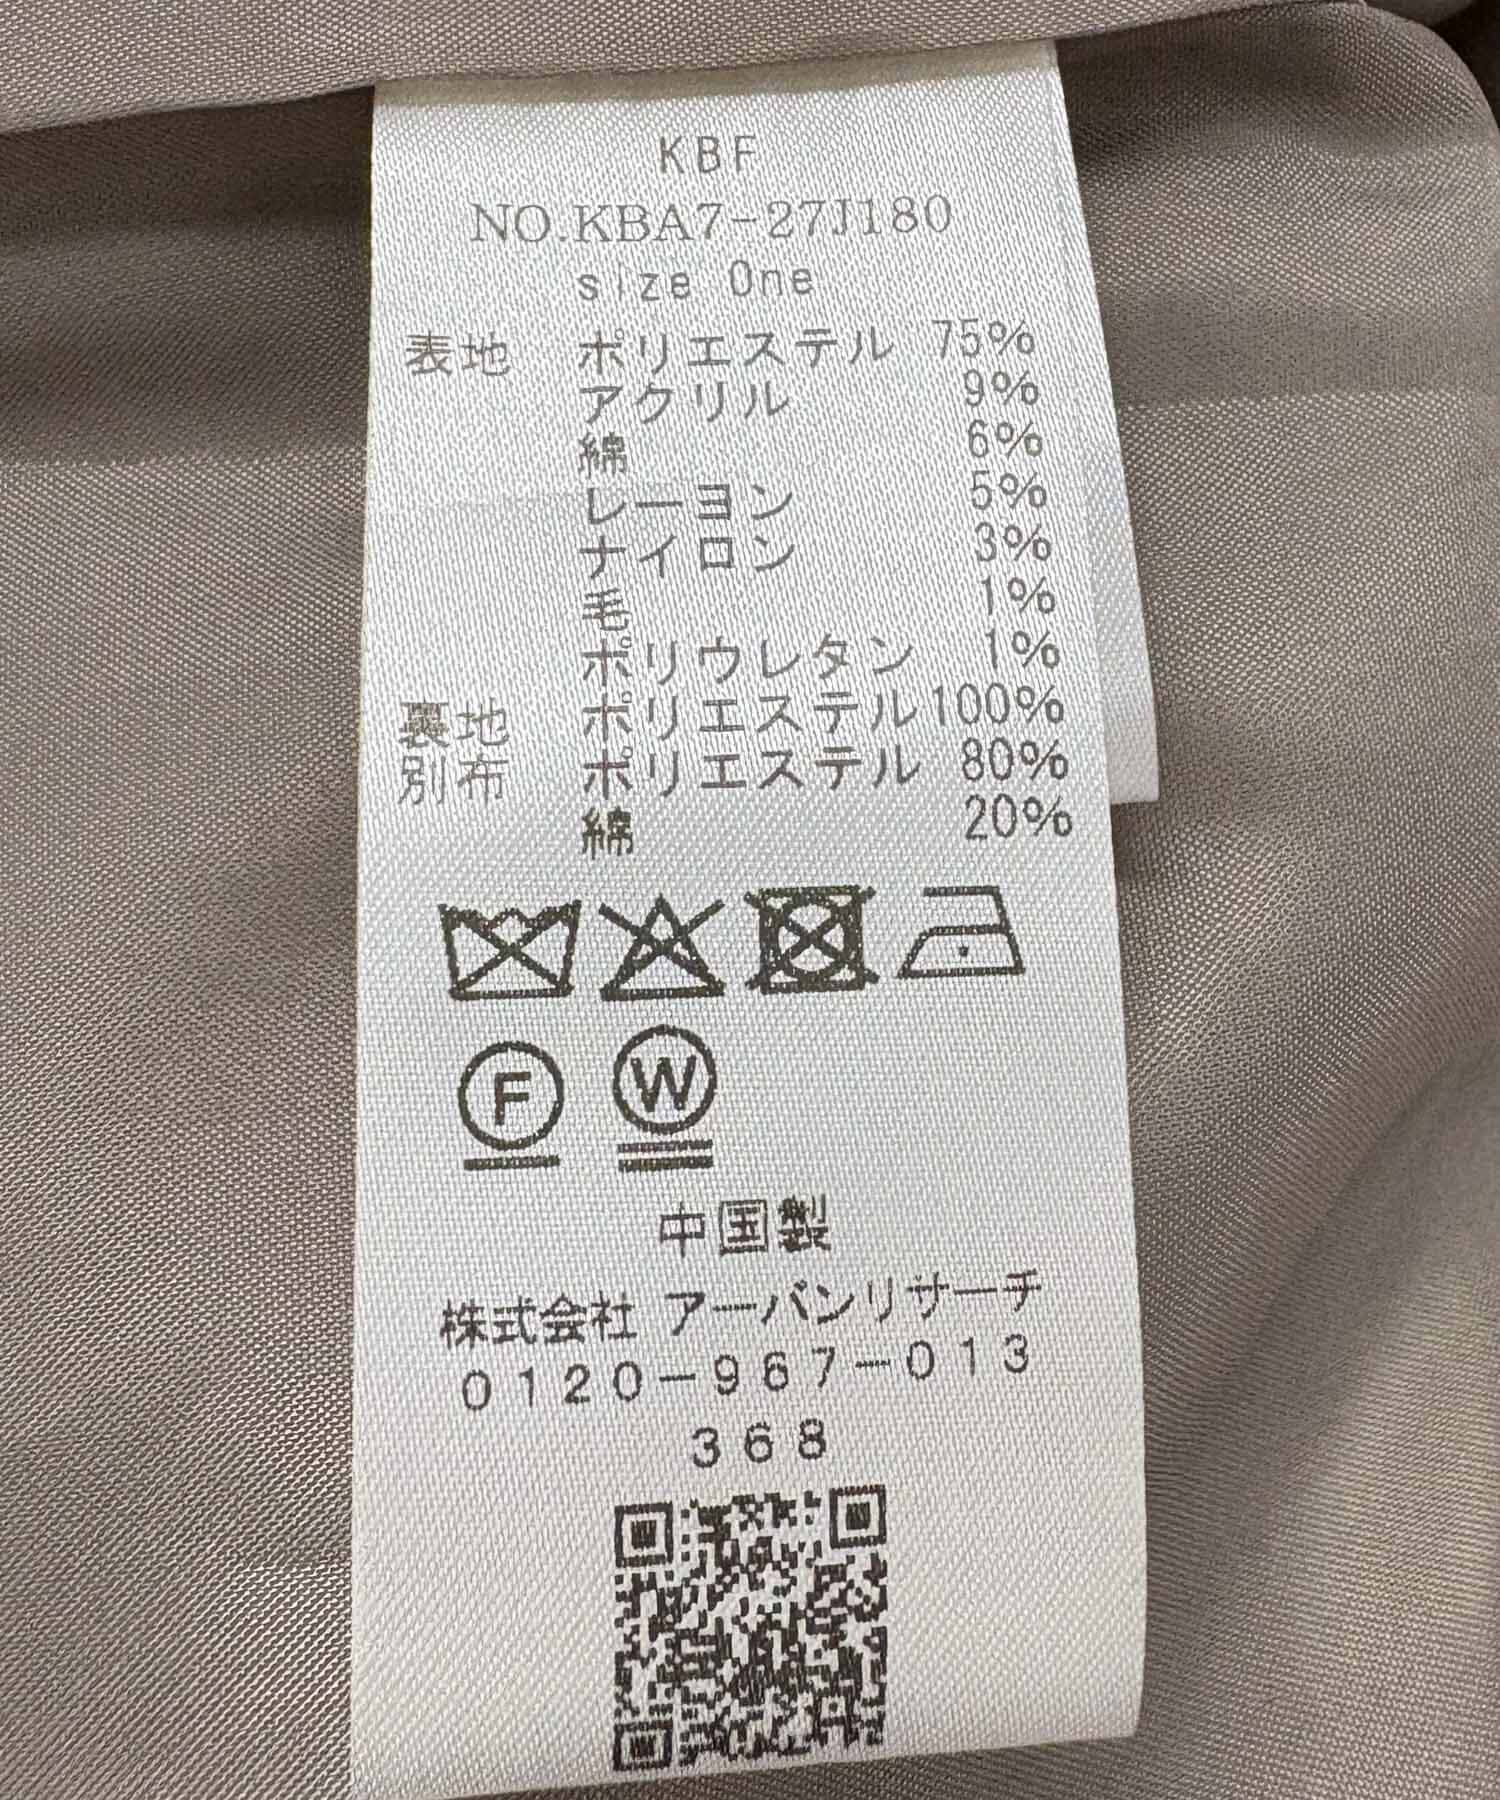 KBF
NO.KBA7-27J180
size One
表地 ポリエステル 75%
アクリル 9%
綿 6%
レーヨン 5%
ナイロン 3%
毛 1%
ポリウレタン 1%
裏地 ポリエステル 100%
別布 ポリエステル 80%
綿 20%
F W
中国製
株式会社 アーバンリサーチ
0120-967-013
368